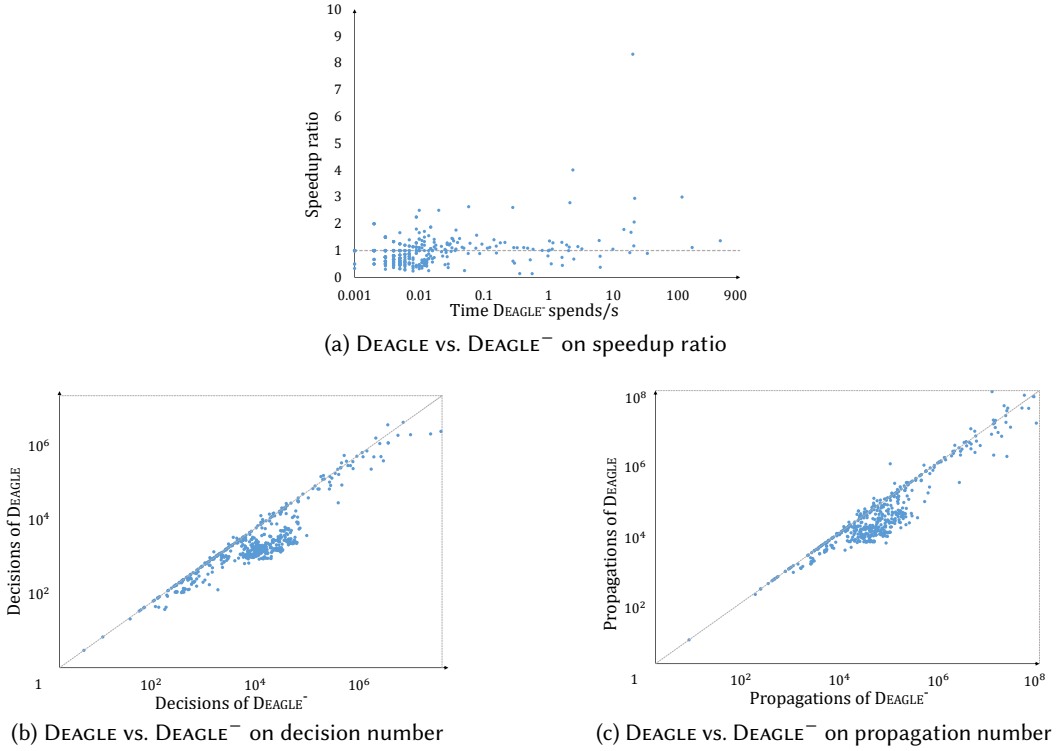 10
9
8
7
6
5
4
3
2
1
0
Speedup ratio
0.001 0.01 0.1 1 10 100 900
Time DEAGLE⁻ spends/s
(a) DEAGLE vs. DEAGLE⁻ on speedup ratio
10⁶
10⁴
10²
Decisions of DEAGLE
1 10² 10⁴ 10⁶
Decisions of DEAGLE⁻
(b) DEAGLE vs. DEAGLE⁻ on decision number
10⁸
10⁶
10⁴
10²
Propagations of DEAGLE
1 10² 10⁴ 10⁶ 10⁸
Propagations of DEAGLE⁻
(c) DEAGLE vs. DEAGLE⁻ on propagation number